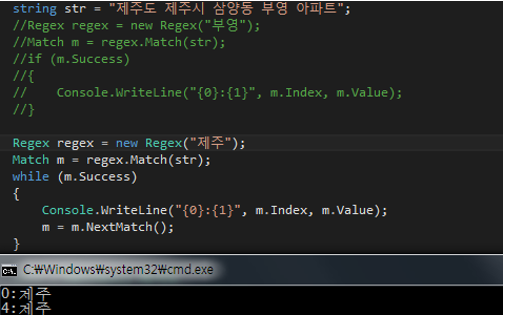 string str = "제주도 제주시 삼양동 부영 아파트";
//Regex regex = new Regex("부영");
//Match m = regex.Match(str);
//if (m.Success)
//{
//    Console.WriteLine("{0}:{1}", m.Index, m.Value);
//}
Regex regex = new Regex("제주");
Match m = regex.Match(str);
while (m.Success)
{
    Console.WriteLine("{0}:{1}", m.Index, m.Value);
    m = m.NextMatch();
}
C:₩Windows₩system32₩cmd.exe
0:제주
4:제주